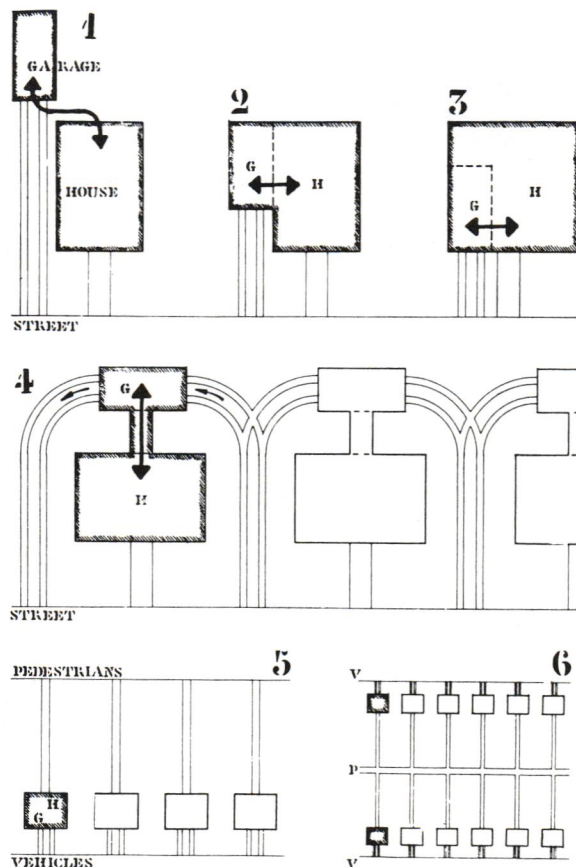 1
GARAGE
HOUSE
STREET
2
G H
3
G H
4
G
H
STREET
5
PEDESTRIANS
H
G
VEHICLES
6
V
P
V